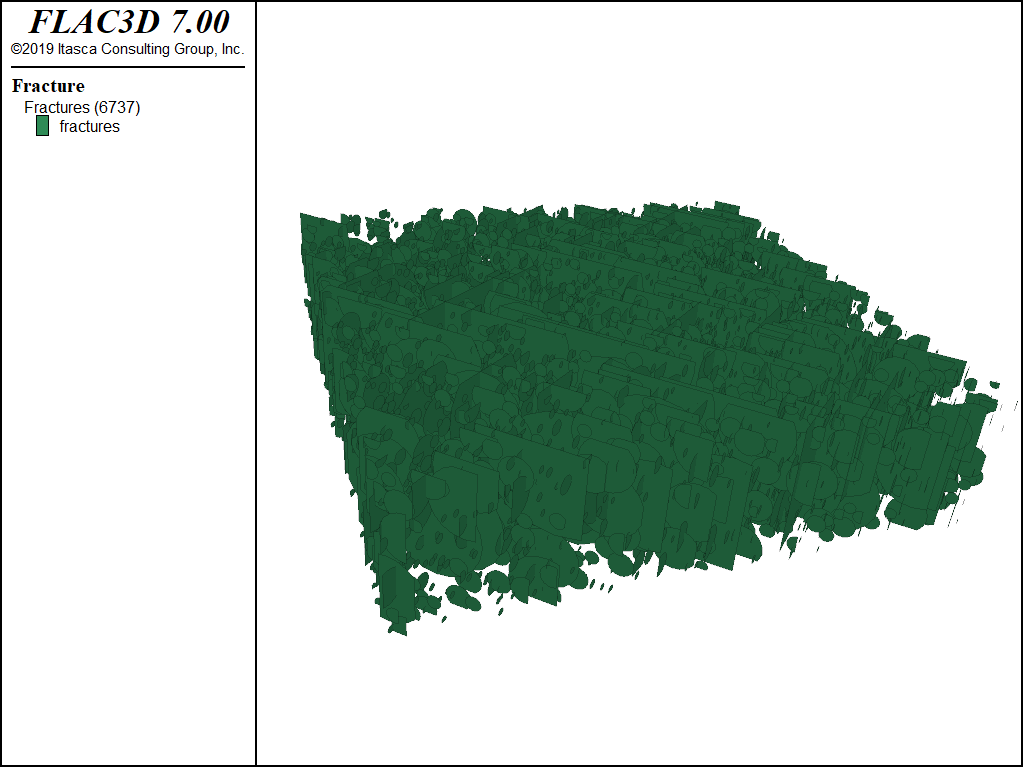 FLAC3D 7.00
©2019 Itasca Consulting Group, Inc.
Fracture
Fractures (6737)
fractures